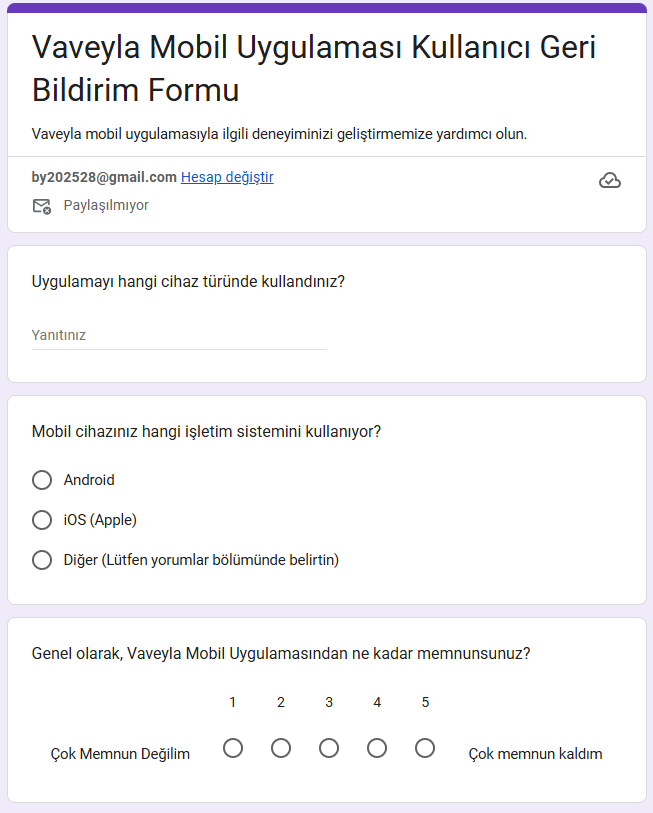 Vaveyla Mobil Uygulaması Kullanıcı Geri
Bildirim Formu
Vaveyla mobil uygulamasıyla ilgili deneyiminizi geliştirmemize yardımcı olun.
by202528@gmail.com Hesap değiştir
Paylaşılmıyor
Uygulamayı hangi cihaz türünde kullandınız?
Yanıtınız
Mobil cihazınız hangi işletim sistemini kullanıyor?
Android
iOS (Apple)
Diğer (Lütfen yorumlar bölümünde belirtin)
Genel olarak, Vaveyla Mobil Uygulamasından ne kadar memnunsunuz?
1 2 3 4 5
Çok Memnun Değilim Çok memnun kaldım